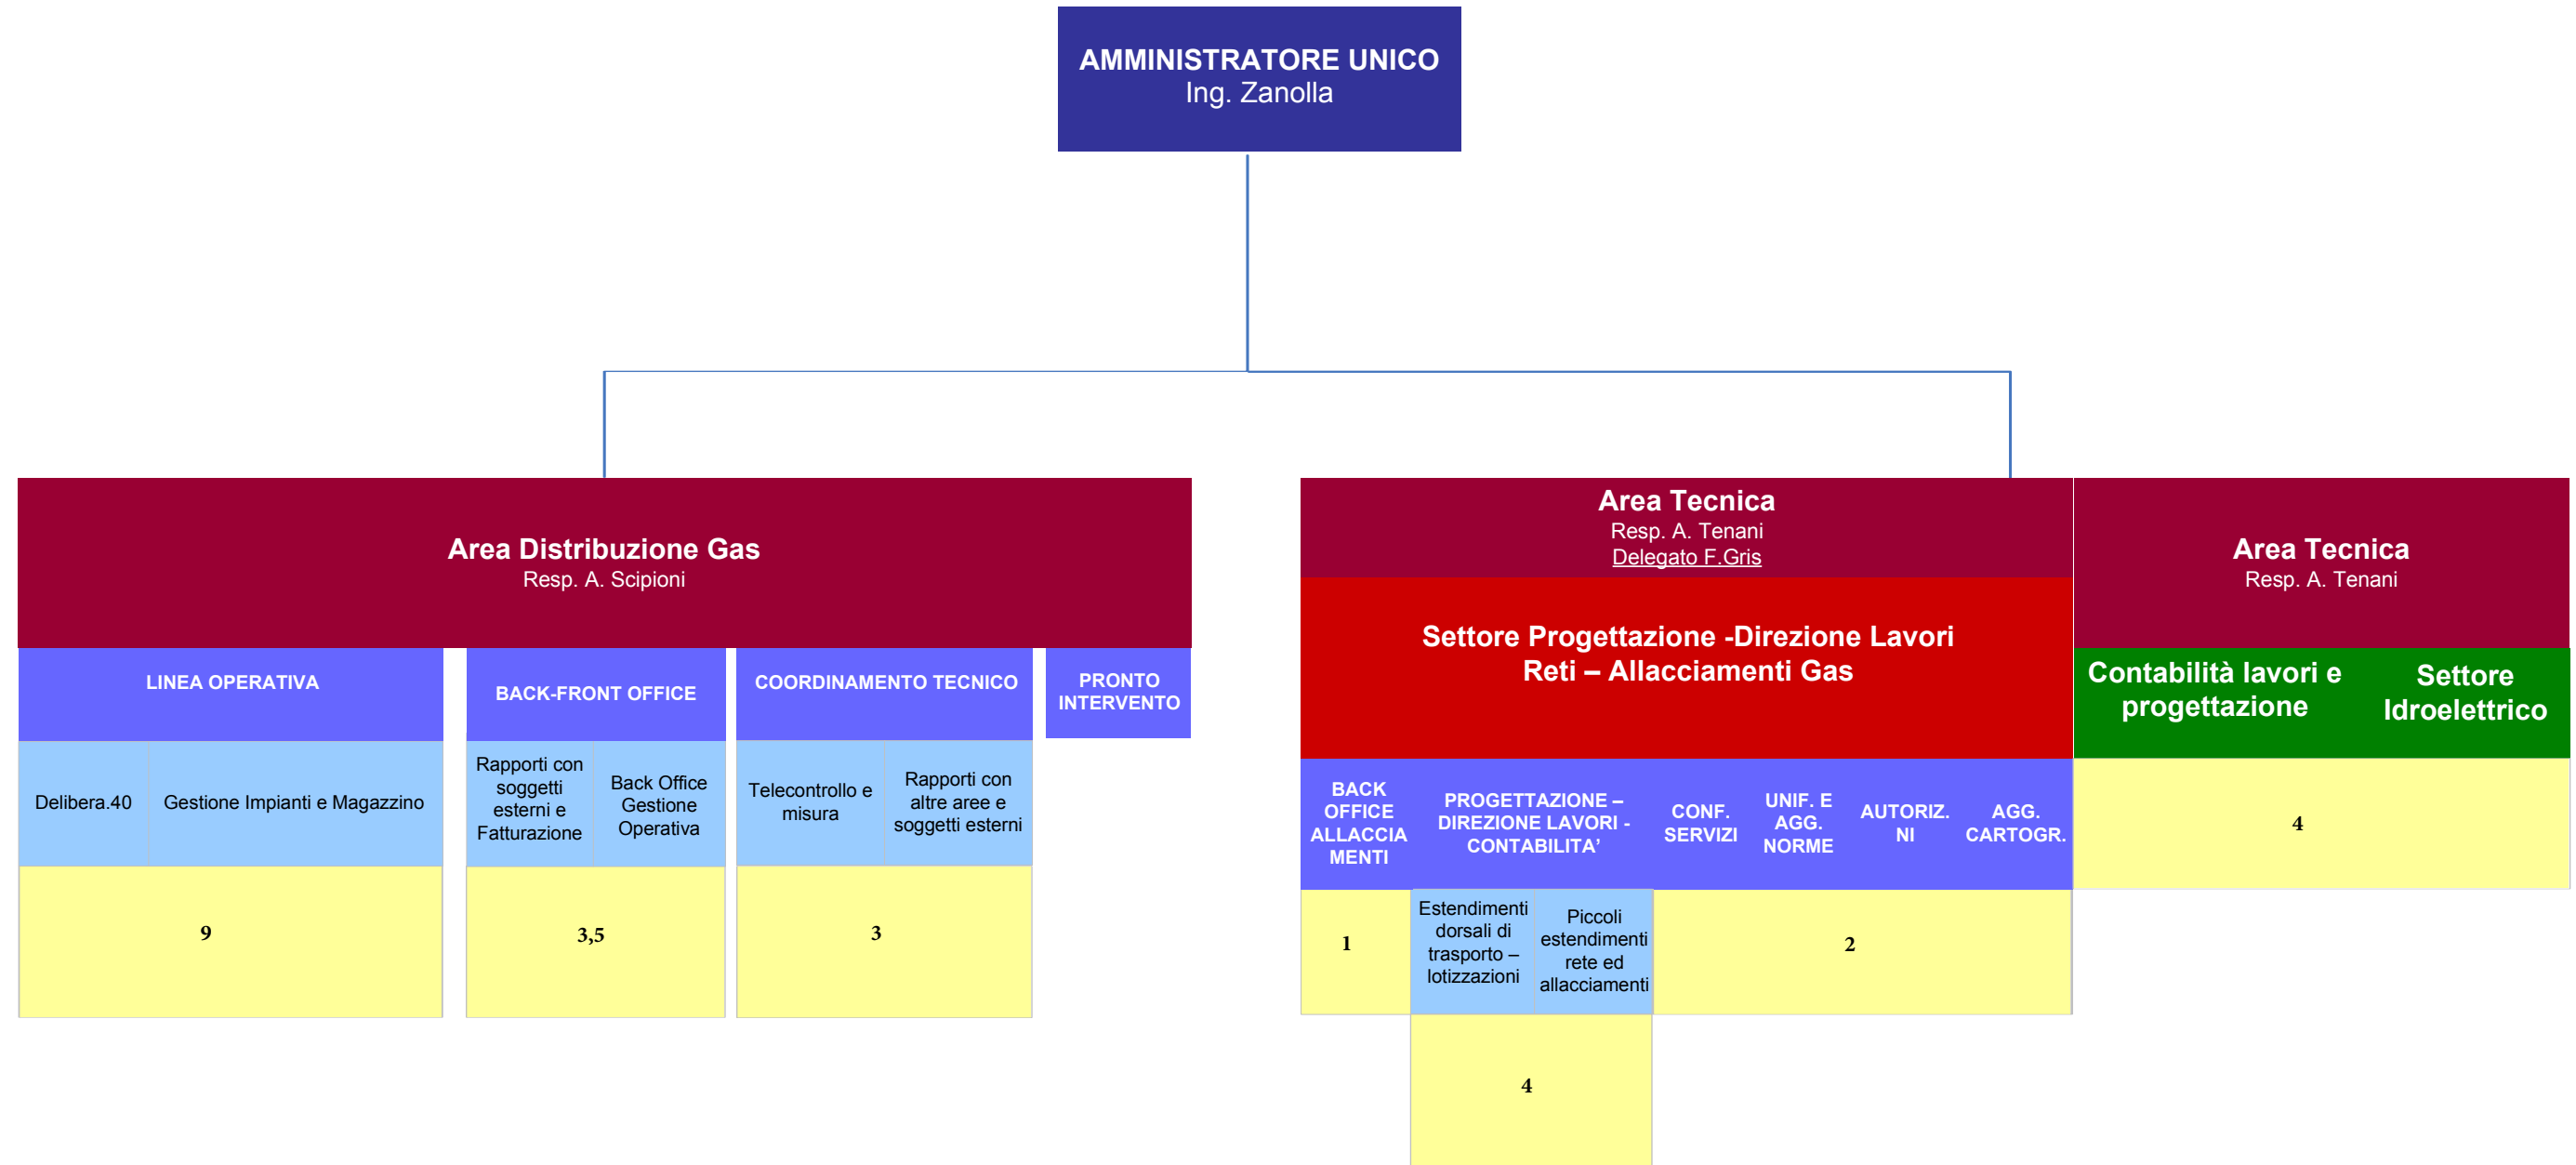 AMMINISTRATORE UNICO
Ing. Zanolla
Area Distribuzione Gas
Resp. A. Scipioni
LINEA OPERATIVA
BACK-FRONT OFFICE
COORDINAMENTO TECNICO
PRONTO
INTERVENTO
Delibera.40
Gestione Impianti e Magazzino
Rapporti con
soggetti
esterni e
Fatturazione
Back Office
Gestione
Operativa
Telecontrollo e
misura
Rapporti con
altre aree e
soggetti esterni
9
3,5
3
Area Tecnica
Resp. A. Tenani
Delegato F.Gris
Settore Progettazione -Direzione Lavori
Reti – Allacciamenti Gas
BACK
OFFICE
ALLACCIA
MENTI
PROGETTAZIONE –
DIREZIONE LAVORI -
CONTABILITA’
CONF.
SERVIZI
UNIF. E
AGG.
NORME
AUTORIZ.
NI
AGG.
CARTOGR.
1
Estendimenti
dorsali di
trasporto –
lotizzazioni
Piccoli
estendimenti
rete ed
allacciamenti
2
4
Area Tecnica
Resp. A. Tenani
Contabilità lavori e
progettazione
Settore
Idroelettrico
4